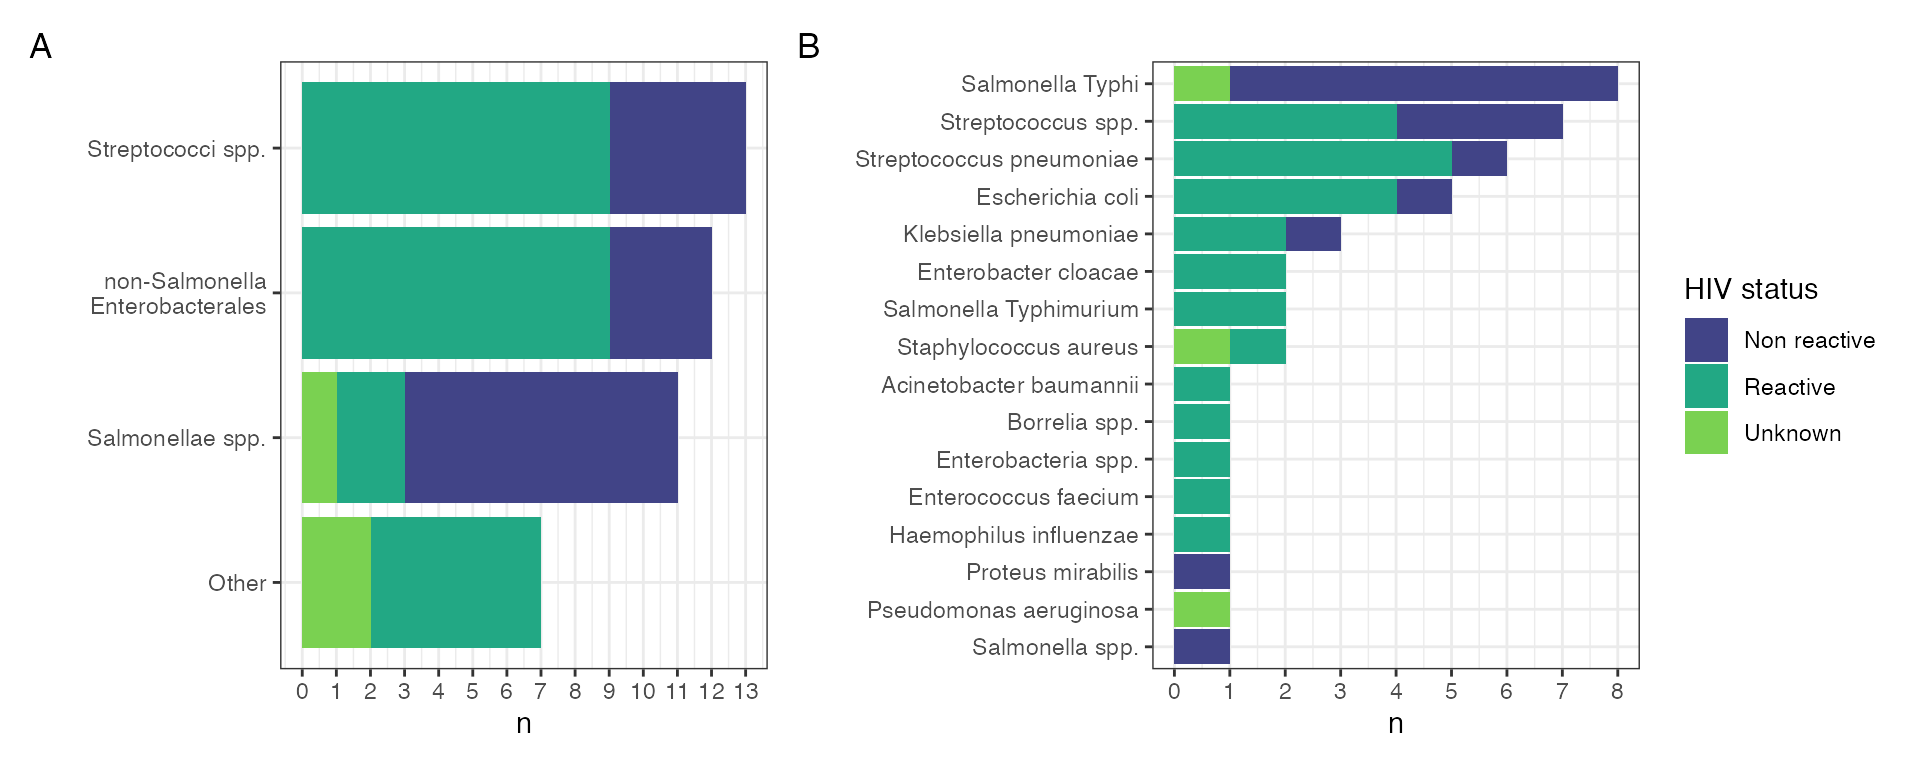 A
Streptococci spp.
non-Salmonella
Enterobacterales
Salmonellae spp.
Other
0 1 2 3 4 5 6 7 8 9 10 11 12 13
n
B
Salmonella Typhi
Streptococcus spp.
Streptococcus pneumoniae
Escherichia coli
Klebsiella pneumoniae
Enterobacter cloacae
Salmonella Typhimurium
Staphylococcus aureus
Acinetobacter baumannii
Borrelia spp.
Enterobacteria spp.
Enterococcus faecium
Haemophilus influenzae
Proteus mirabilis
Pseudomonas aeruginosa
Salmonella spp.
0 1 2 3 4 5 6 7 8
n
HIV status
Non reactive
Reactive
Unknown